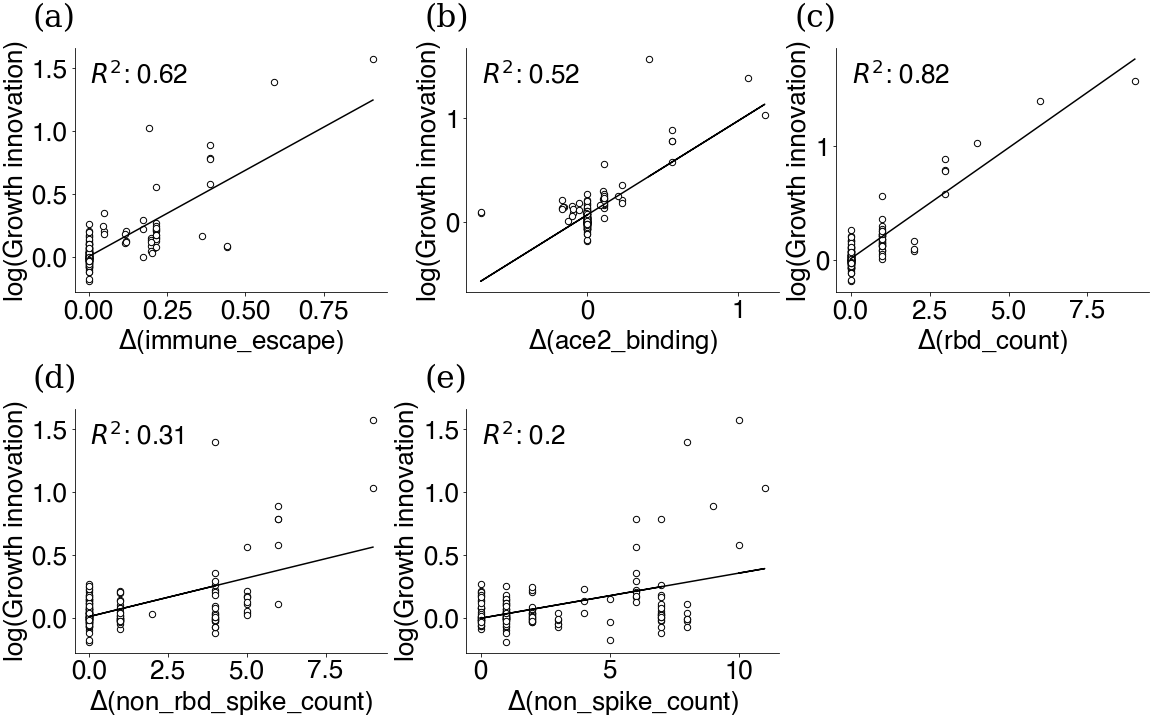 (a)
log(Growth innovation)
R²: 0.62
1.5
1.0
0.5
0.0
0.00 0.25 0.50 0.75
Δ(immune_escape)
(b)
log(Growth innovation)
R²: 0.52
1
0
0 1
Δ(ace2_binding)
(c)
log(Growth innovation)
R²: 0.82
1
0
0.0 2.5 5.0 7.5
Δ(rbd_count)
(d)
log(Growth innovation)
R²: 0.31
1.5
1.0
0.5
0.0
0.0 2.5 5.0 7.5
Δ(non_rbd_spike_count)
(e)
log(Growth innovation)
R²: 0.2
1.5
1.0
0.5
0.0
0 5 10
Δ(non_spike_count)